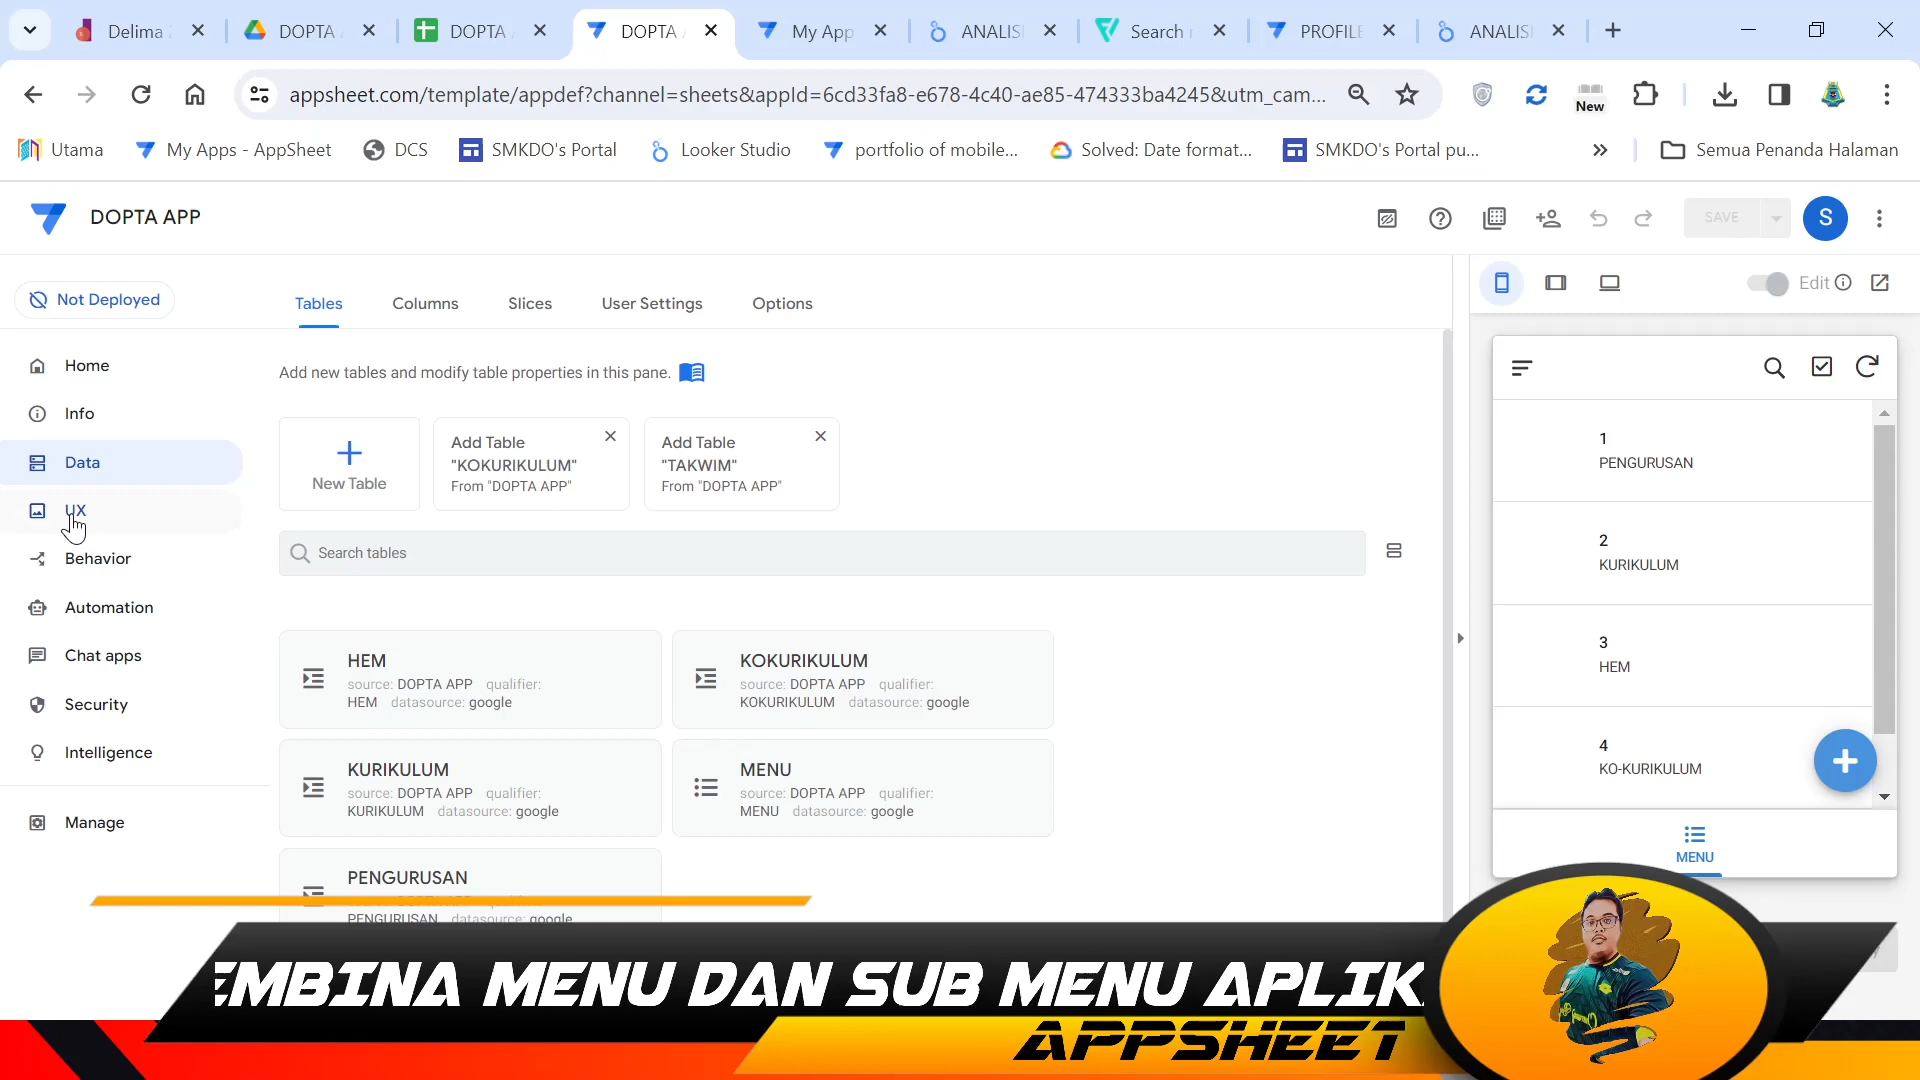 Delima
DOPTA
DOPTA
DOPTA
My App
ANALIS
Search
PROFILE
ANALIS
appsheet.com/template/appdef?channel=sheets&appId=6cd33fa8-e678-4c40-ae85-474333ba4245&utm_cam...
New
Utama
My Apps - AppSheet
DCS
SMKDO's Portal
Looker Studio
portfolio of mobile...
Solved: Date format...
SMKDO's Portal pu...
Semua Penanda Halaman
DOPTA APP
SAVE
S
Not Deployed
Home
Info
Data
UX
Behavior
Automation
Chat apps
Security
Intelligence
Manage
Tables
Columns
Slices
User Settings
Options
Add new tables and modify table properties in this pane.
New Table
Add Table
"KOKURIKULUM"
From "DOPTA APP"
Add Table
"TAKWIM"
From "DOPTA APP"
Search tables
HEM
source: DOPTA APP qualifier:
HEM datasource: google
KOKURIKULUM
source: DOPTA APP qualifier:
KOKURIKULUM datasource: google
KURIKULUM
source: DOPTA APP qualifier:
KURIKULUM datasource: google
MENU
source: DOPTA APP qualifier:
MENU datasource: google
PENGURUSAN
PENGURUSAN datasource: google
Edit
1
PENGURUSAN
2
KURIKULUM
3
HEM
4
KO-KURIKULUM
MENU
EMBINA MENU DAN SUB MENU APLIK
APPSHEET